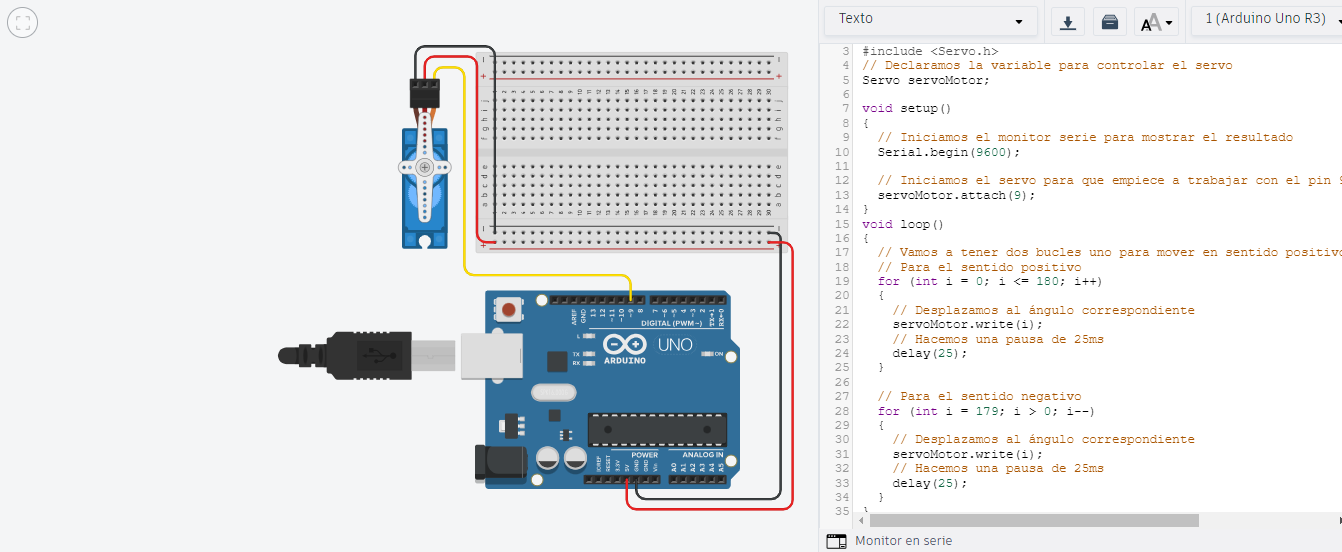 Texto
1 (Arduino Uno R3)
3 #include <Servo.h>
4 // Declaramos la variable para controlar el servo
5 Servo servoMotor;
6
7 void setup()
8 {
9 // Iniciamos el monitor serie para mostrar el resultado
10 Serial.begin(9600);
11
12 // Iniciamos el servo para que empiece a trabajar con el pin 9
13 servoMotor.attach(9);
14 }
15 void loop()
16 {
17 // Vamos a tener dos bucles uno para mover en sentido positivo
18 // Para el sentido positivo
19 for (int i = 0; i <= 180; i++)
20 {
21 // Desplazamos al ángulo correspondiente
22 servoMotor.write(i);
23 // Hacemos una pausa de 25ms
24 delay(25);
25 }
26
27 // Para el sentido negativo
28 for (int i = 179; i > 0; i--)
29 {
30 // Desplazamos al ángulo correspondiente
31 servoMotor.write(i);
32 // Hacemos una pausa de 25ms
33 delay(25);
34 }
35 }
Monitor en serie
AREF GND 13 12 ~11 ~10 ~9 8 7 ~6 ~5 4 ~3 2 TX→1 RX←0
DIGITAL (PWM~)
L
TX
RX
UNO
ARDUINO
ON
POWER
ANALOG IN
IOREF RESET 3.3V 5V GND GND Vin A0 A1 A2 A3 A4 A5